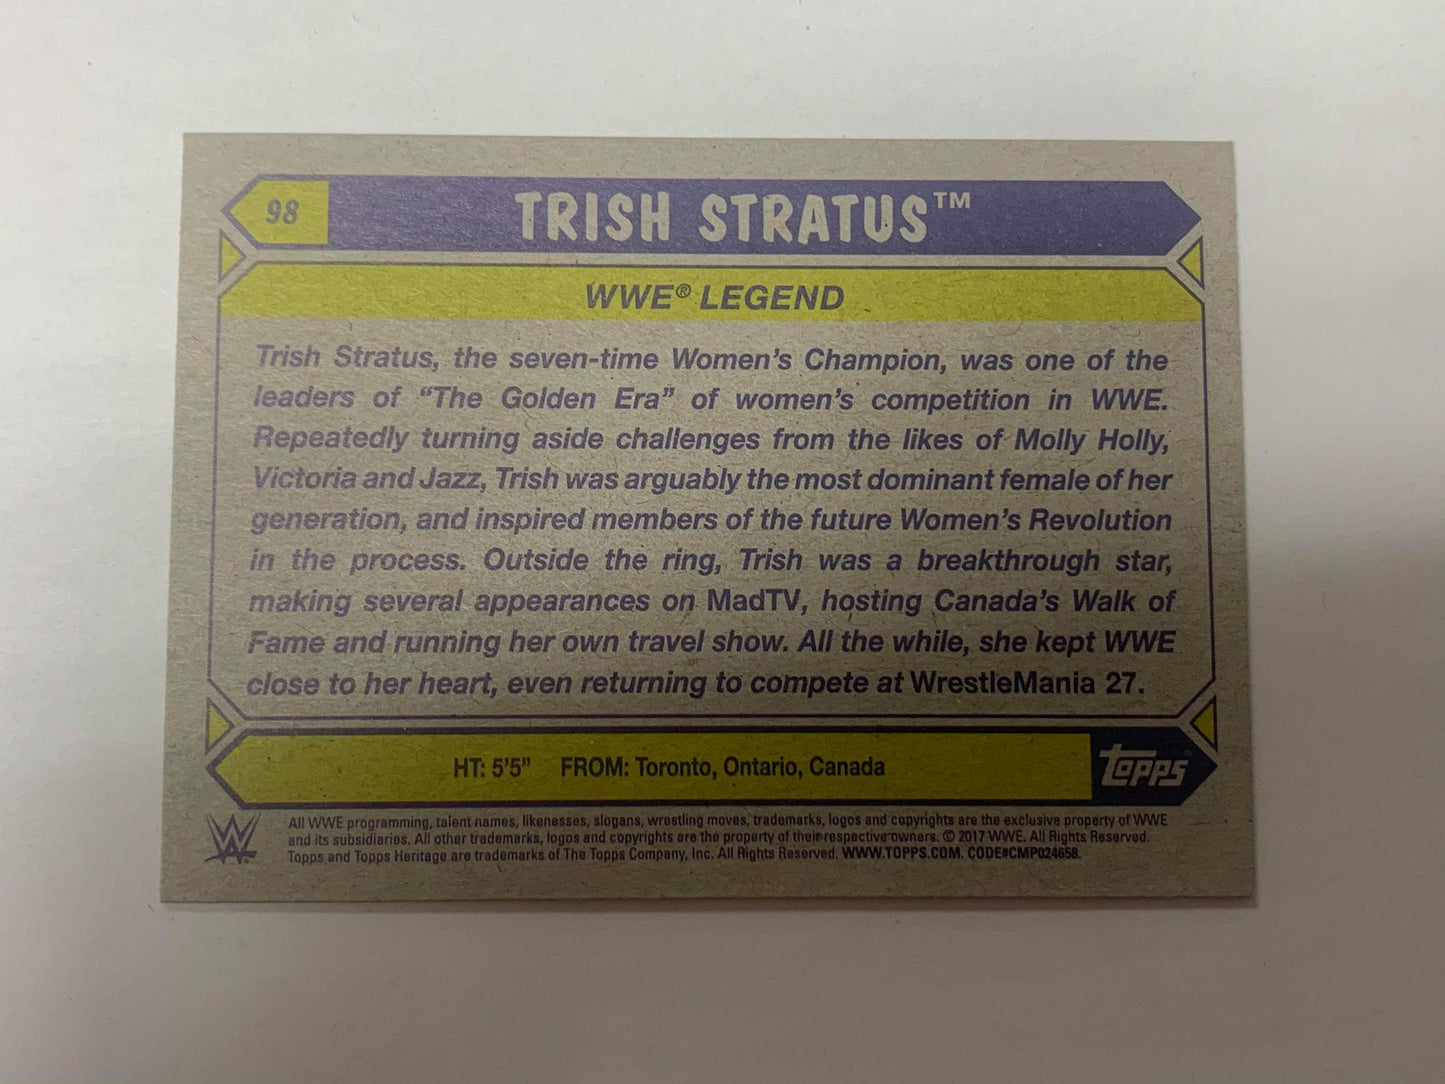 98
TRISH STRATUS™
WWE® LEGEND
Trish Stratus, the seven-time Women's Champion, was one of the
leaders of "The Golden Era" of women's competition in WWE.
Repeatedly turning aside challenges from the likes of Molly Holly,
Victoria and Jazz, Trish was arguably the most dominant female of her
generation, and inspired members of the future Women's Revolution
in the process. Outside the ring, Trish was a breakthrough star,
making several appearances on MadTV, hosting Canada's Walk of
Fame and running her own travel show. All the while, she kept WWE
close to her heart, even returning to compete at WrestleMania 27.
HT: 5'5" FROM: Toronto, Ontario, Canada
Topps
W
All WWE programming, talent names, likenesses, slogans, wrestling moves, trademarks, logos and copyrights are the exclusive property of WWE
and its subsidiaries. All other trademarks, logos and copyrights are the property of their respective owners. © 2017 WWE. All Rights Reserved.
Topps and Topps Heritage are trademarks of The Topps Company, Inc. All Rights Reserved. WWW.TOPPS.COM. CODE#CMP024658.